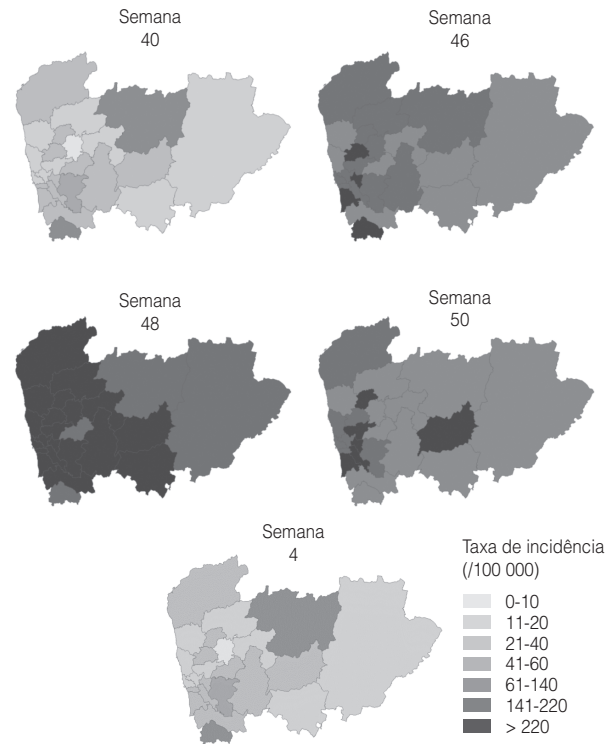 Semana
40
Semana
46
Semana
48
Semana
50
Semana
4
Taxa de incidência
(/100 000)
0-10
11-20
21-40
41-60
61-140
141-220
> 220